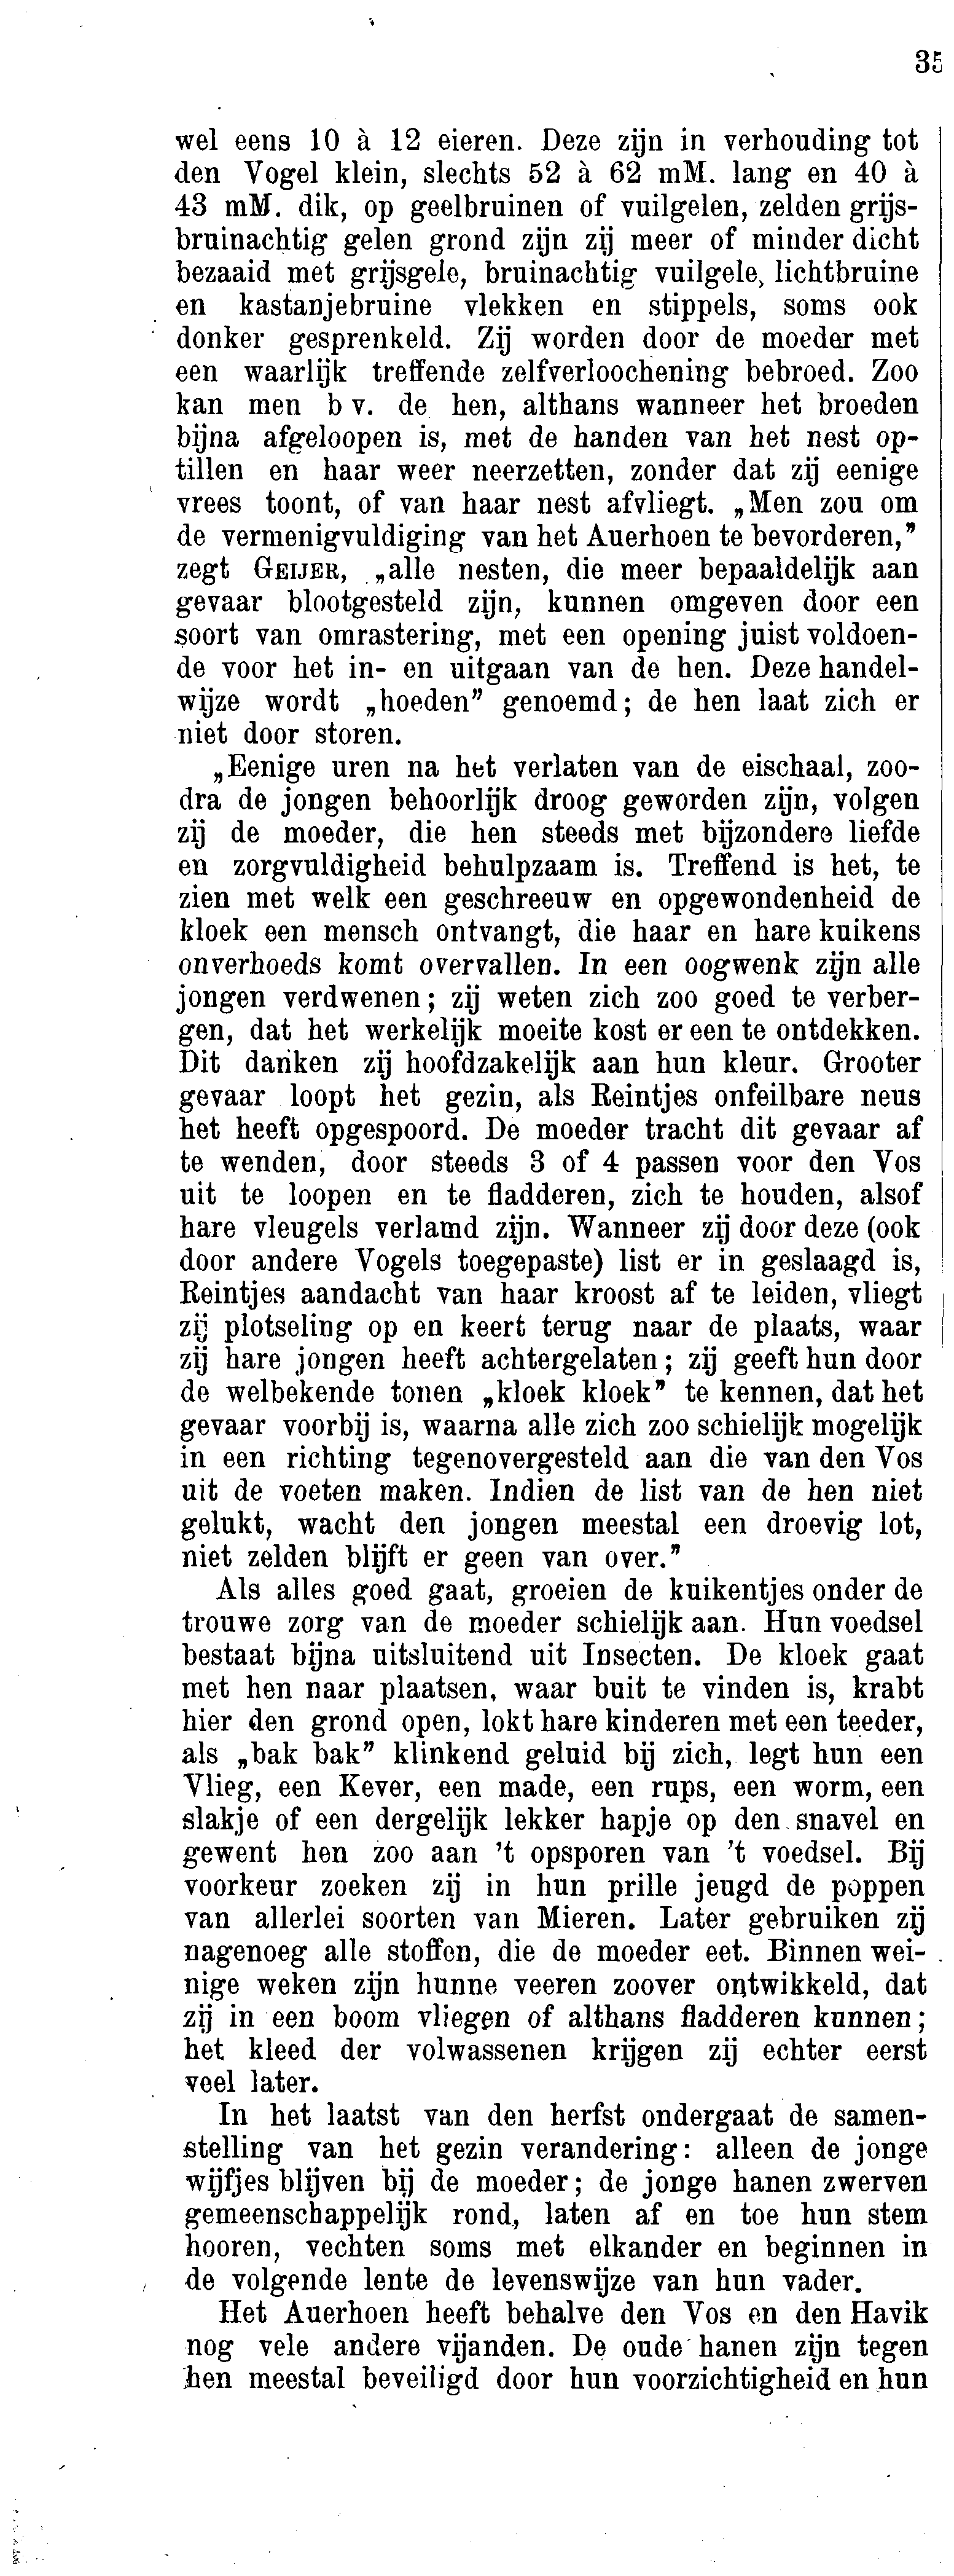 35
wel eens 10 à 12 eieren. Deze zijn in verhouding tot
den Vogel klein, slechts 52 à 62 mM. lang en 40 à
43 mM. dik, op geelbruinen of vuilgelen, zelden grijs-
bruinachtig gelen grond zijn zij meer of minder dicht
bezaaid met grijsgele, bruinachtig vuilgele, lichtbruine
en kastanjebruine vlekken en stippels, soms ook
donker gesprenkeld. Zij worden door de moeder met
een waarlijk treffende zelfverloochening bebroed. Zoo
kan men b v. de hen, althans wanneer het broeden
bijna afgeloopen is, met de handen van het nest op-
tillen en haar weer neerzetten, zonder dat zij eenige
vrees toont, of van haar nest afvliegt. „Men zou om
de vermenigvuldiging van het Auerhoen te bevorderen,”
zegt GEIJER, „alle nesten, die meer bepaaldelijk aan
gevaar blootgesteld zijn, kunnen omgeven door een
soort van omrastering, met een opening juist voldoen-
de voor het in- en uitgaan van de hen. Deze handel-
wijze wordt „hoeden” genoemd; de hen laat zich er
niet door storen.
„Eenige uren na het verlaten van de eischaal, zoo-
dra de jongen behoorlijk droog geworden zijn, volgen
zij de moeder, die hen steeds met bijzondere liefde
en zorgvuldigheid behulpzaam is. Treffend is het, te
zien met welk een geschreeuw en opgewondenheid de
kloek een mensch ontvangt, die haar en hare kuikens
onverhoeds komt overvallen. In een oogwenk zijn alle
jongen verdwenen; zij weten zich zoo goed te verber-
gen, dat het werkelijk moeite kost er een te ontdekken.
Dit danken zij hoofdzakelijk aan hun kleur. Grooter
gevaar loopt het gezin, als Reintjes onfeilbare neus
het heeft opgespoord. De moeder tracht dit gevaar af
te wenden, door steeds 3 of 4 passen voor den Vos
uit te loopen en te fladderen, zich te houden, alsof
hare vleugels verlamd zijn. Wanneer zij door deze (ook
door andere Vogels toegepaste) list er in geslaagd is,
Reintjes aandacht van haar kroost af te leiden, vliegt
zij plotseling op en keert terug naar de plaats, waar
zij hare jongen heeft achtergelaten; zij geeft hun door
de welbekende tonen „kloek kloek” te kennen, dat het
gevaar voorbij is, waarna alle zich zoo schielijk mogelijk
in een richting tegenovergesteld aan die van den Vos
uit de voeten maken. Indien de list van de hen niet
gelukt, wacht den jongen meestal een droevig lot,
niet zelden blijft er geen van over.”
Als alles goed gaat, groeien de kuikentjes onder de
trouwe zorg van de moeder schielijk aan. Hun voedsel
bestaat bijna uitsluitend uit Insecten. De kloek gaat
met hen naar plaatsen, waar buit te vinden is, krabt
hier den grond open, lokt hare kinderen met een teeder,
als „bak bak” klinkend geluid bij zich, legt hun een
Vlieg, een Kever, een made, een rups, een worm, een
slakje of een dergelijk lekker hapje op den snavel en
gewent hen zoo aan ’t opsporen van ’t voedsel. Bij
voorkeur zoeken zij in hun prille jeugd de poppen
van allerlei soorten van Mieren. Later gebruiken zij
nagenoeg alle stoffen, die de moeder eet. Binnen wei-
nige weken zijn hunne veeren zoover ontwikkeld, dat
zij in een boom vliegen of althans fladderen kunnen;
het kleed der volwassenen krijgen zij echter eerst
veel later.
In het laatst van den herfst ondergaat de samen-
stelling van het gezin verandering: alleen de jonge
wijfjes blijven bij de moeder; de jonge hanen zwerven
gemeenschappelijk rond, laten af en toe hun stem
hooren, vechten soms met elkander en beginnen in
de volgende lente de levenswijze van hun vader.
Het Auerhoen heeft behalve den Vos en den Havik
nog vele andere vijanden. De oude hanen zijn tegen
hen meestal beveiligd door hun voorzichtigheid en hun